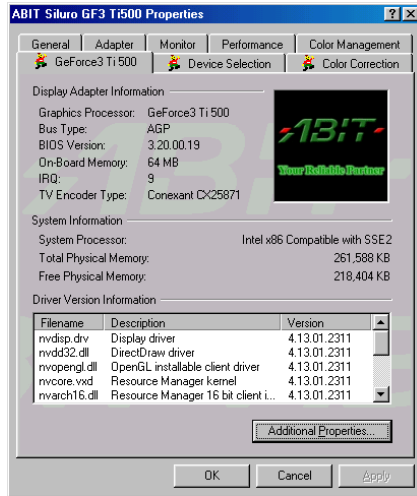 ABIT Siluro GF3 Ti500 Properties
General Adapter Monitor Performance Color Management
GeForce3 Ti 500 Device Selection Color Correction
Display Adapter Information
Graphics Processor: GeForce3 Ti 500
Bus Type: AGP
BIOS Version: 3.20.00.19
On-Board Memory: 64 MB
IRQ: 9
TV Encoder Type: Conexant CX25871
ABIT
Your Reliable Partner
System Information
System Processor: Intel x86 Compatible with SSE2
Total Physical Memory: 261,588 KB
Free Physical Memory: 218,404 KB
Driver Version Information
Filename Description Version
nvdisp.drv Display driver 4.13.01.2311
nvdd32.dll DirectDraw driver 4.13.01.2311
nvopengl.dll OpenGL installable client driver 4.13.01.2311
nvcore.vxd Resource Manager kernel 4.13.01.2311
nvarch16.dll Resource Manager 16 bit client i... 4.13.01.2311
Additional Properties...
OK Cancel Apply